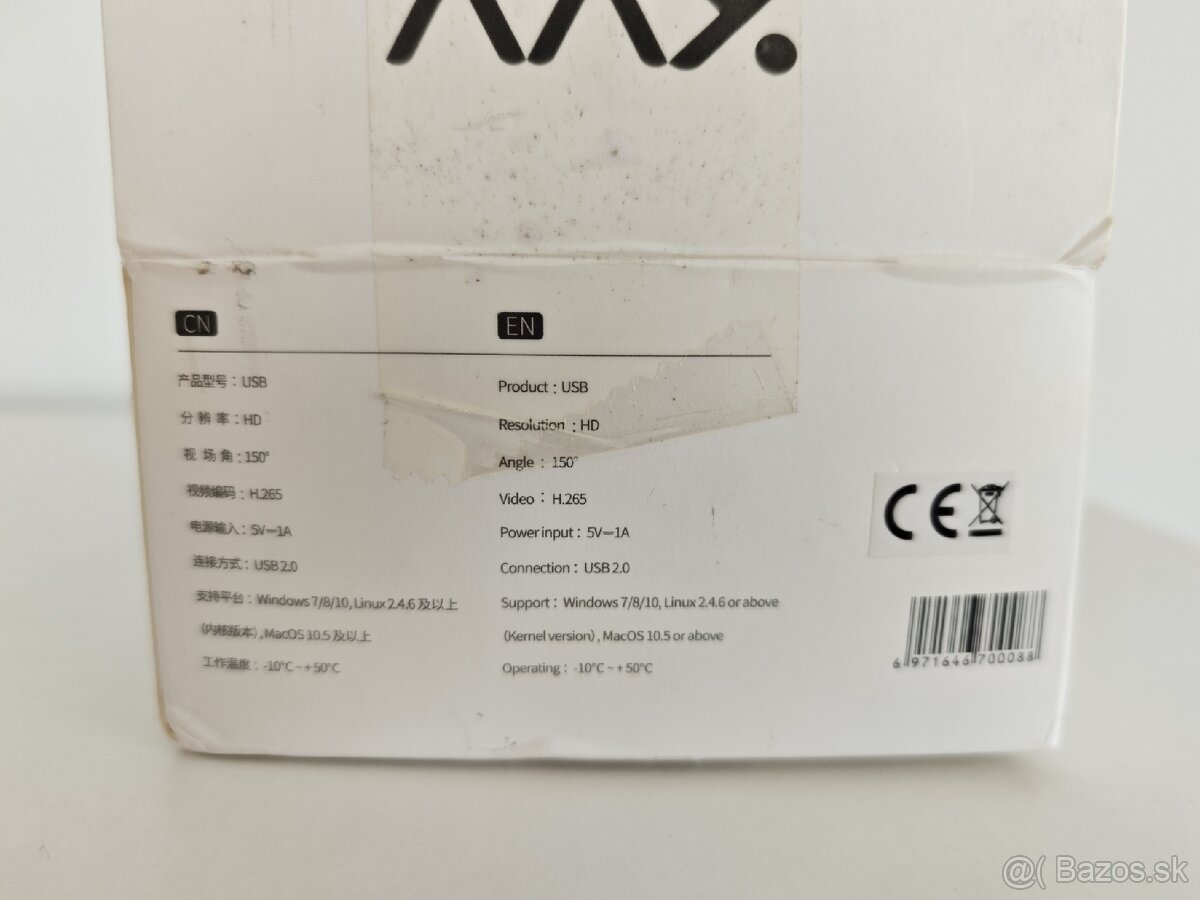 CN
产品型号：USB
分 辨 率：HD
视 场 角：150°
视频编码：H.265
电源输入：5V⎓1A
连接方式：USB 2.0
支持平台：Windows 7/8/10, Linux 2.4.6 及以上
（内核版本）, MacOS 10.5 及以上
工作温度：-10°C ~ + 50°C
EN
Product : USB
Resolution : HD
Angle : 150°
Video : H.265
Power input : 5V⎓1A
Connection : USB 2.0
Support : Windows 7/8/10, Linux 2.4.6 or above
(Kernel version) , MacOS 10.5 or above
Operating : -10°C ~ + 50°C
CE
6 971646 700088
@( Bazos.sk